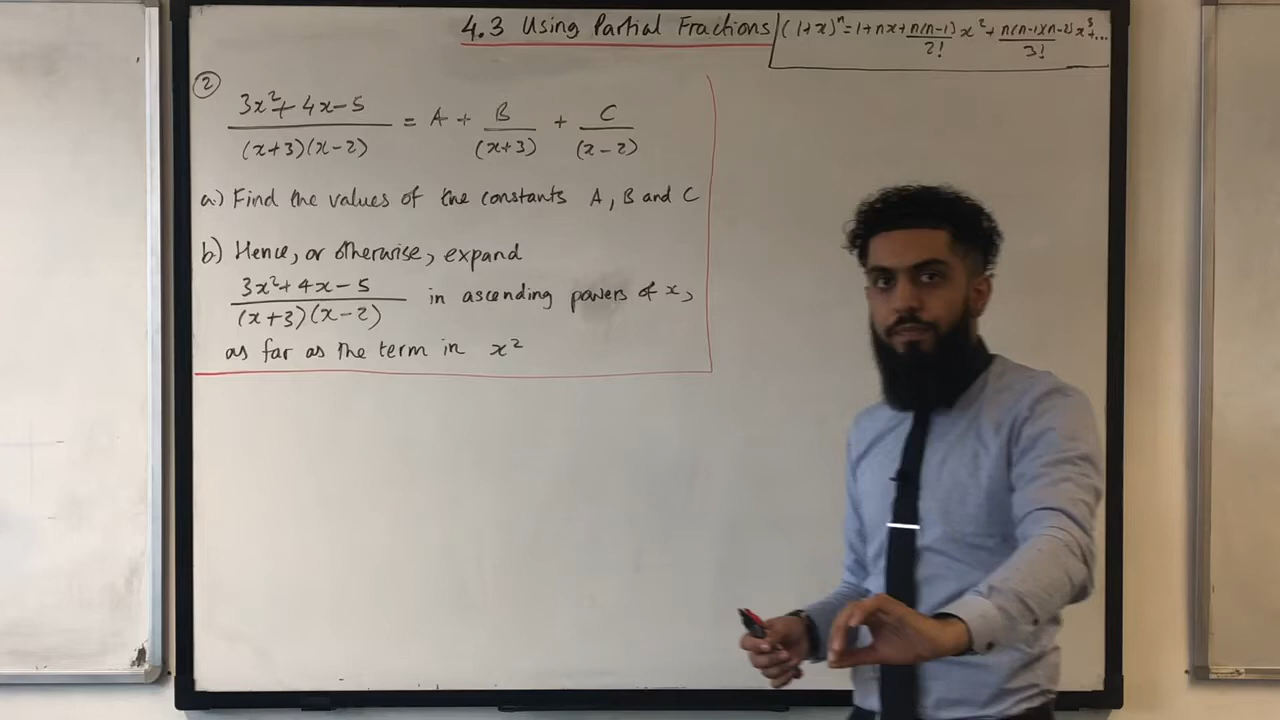 4.3 Using Partial Fractions
(1+x)ⁿ = 1 + nx + n(n-1)/2! x² + n(n-1)(n-2)/3! x³+...
②
3x²+4x-5/(x+3)(x-2) = A + B/(x+3) + C/(x-2)
a.) Find the values of the constants A, B and C
b) Hence, or otherwise, expand
3x²+4x-5/(x+3)(x-2) in ascending powers of x,
as far as the term in x²